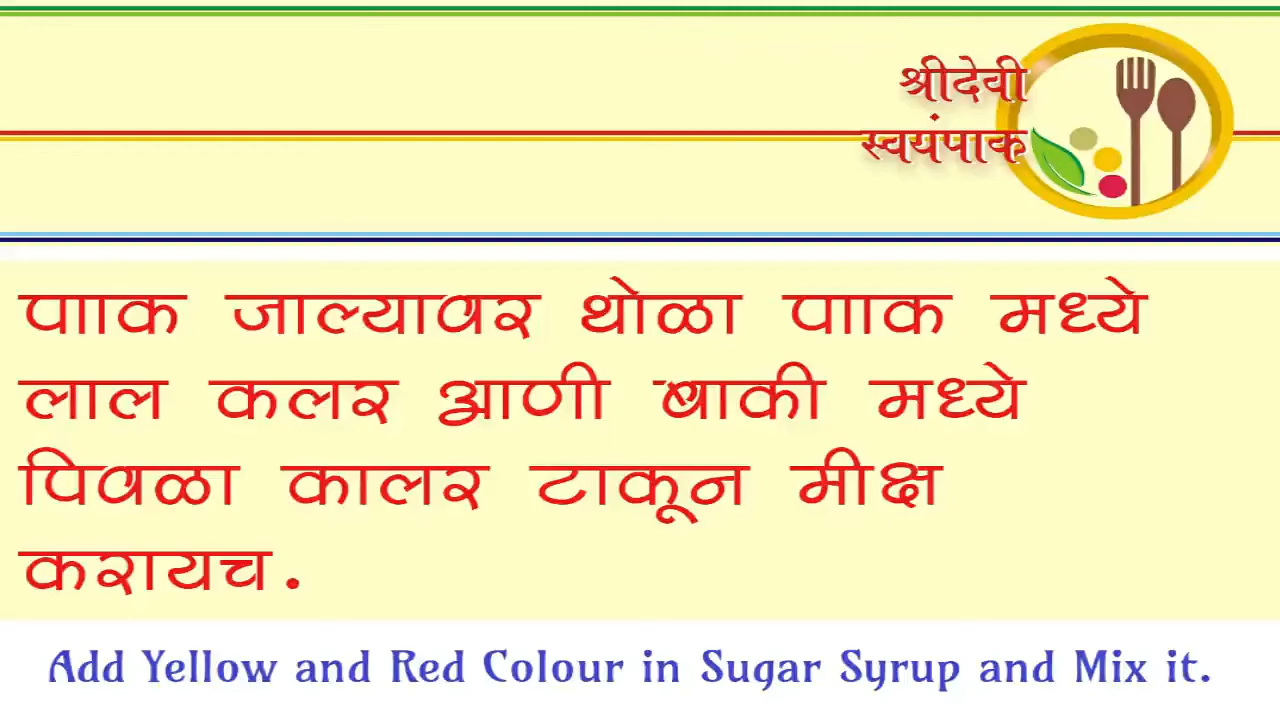 श्रीदेवी
स्वयंपाक
पााक जाल्यावर थोळा पााक मध्ये
लाल कलर आणी बाकी मध्ये
पिवळा कालर टाकून मीक्ष
करायच.
Add Yellow and Red Colour in Sugar Syrup and Mix it.